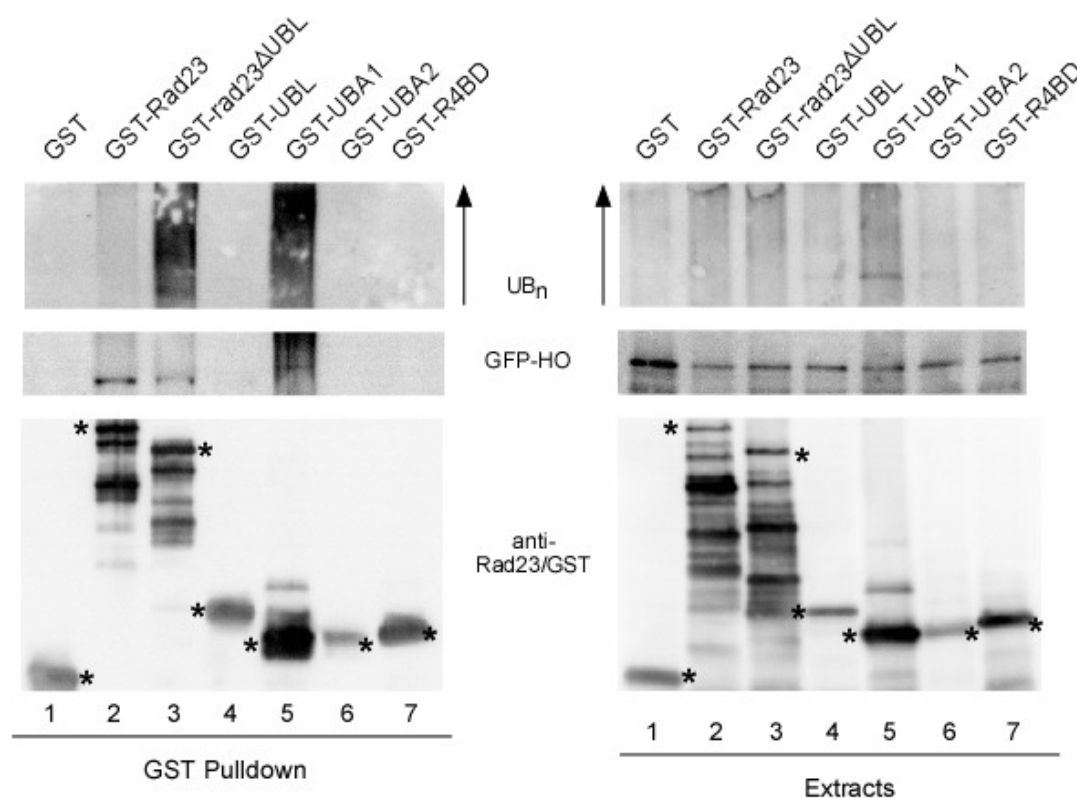 GST
GST-Rad23
GST-rad23ΔUBL
GST-UBL
GST-UBA1
GST-UBA2
GST-R4BD
GST
GST-Rad23
GST-rad23ΔUBL
GST-UBL
GST-UBA1
GST-UBA2
GST-R4BD
UBn
GFP-HO
anti-
Rad23/GST
* * * * * *
*
* * * * * *
*
1 2 3 4 5 6 7
1 2 3 4 5 6 7
GST Pulldown
Extracts